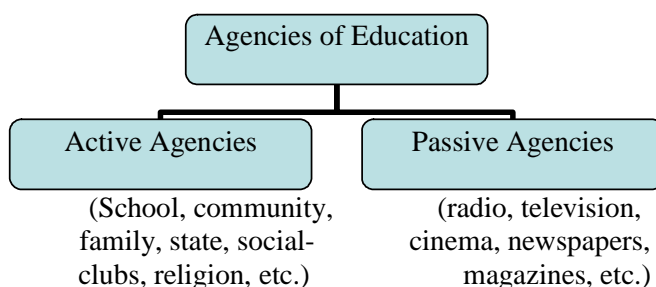 Agencies of Education
Active Agencies
(School, community,
family, state, social-
clubs, religion, etc.)
Passive Agencies
(radio, television,
cinema, newspapers,
magazines, etc.)